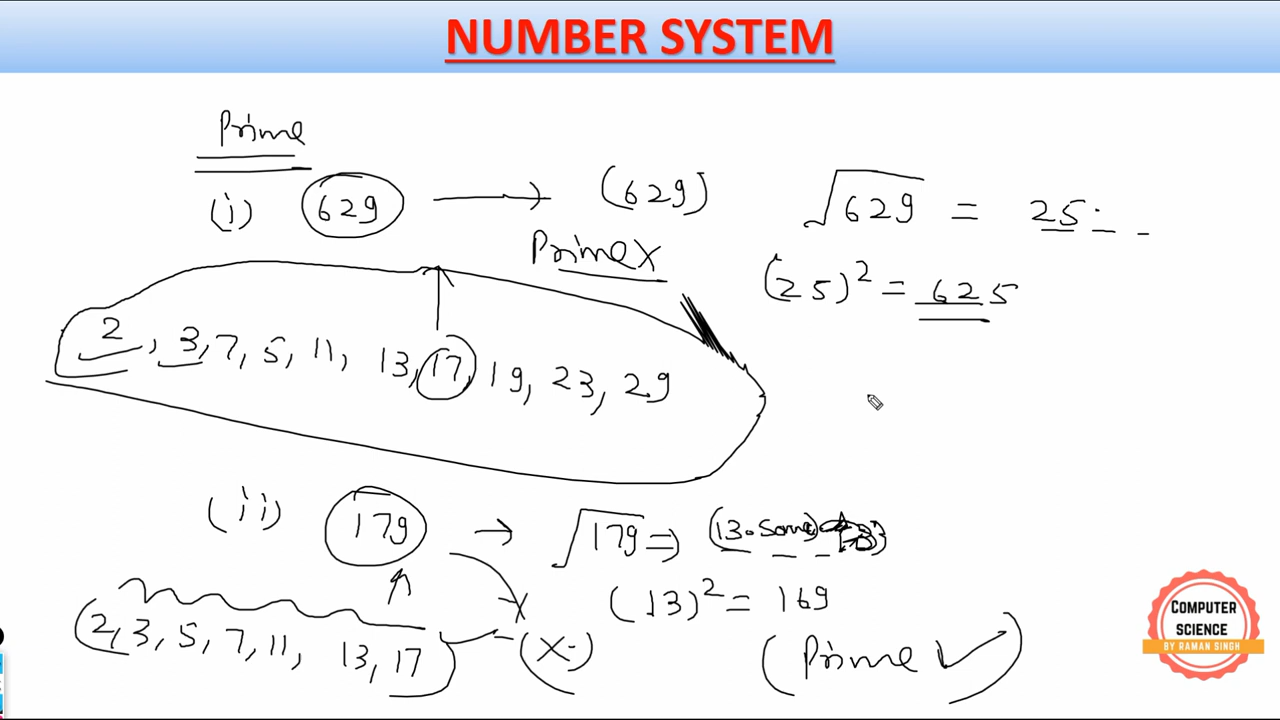 NUMBER SYSTEM
Prime
(i) 629 → (629) √629 = 25. _ _
Prime X
(25)² = 625
2, 3, 7, 5, 11, 13, 17, 19, 23, 29
(ii) 179 → √179 ⇒ (13.Some)
(13)² = 169
2, 3, 5, 7, 11, 13, 17 (X) (Prime ✓)
COMPUTER
SCIENCE
BY RAMAN SINGH